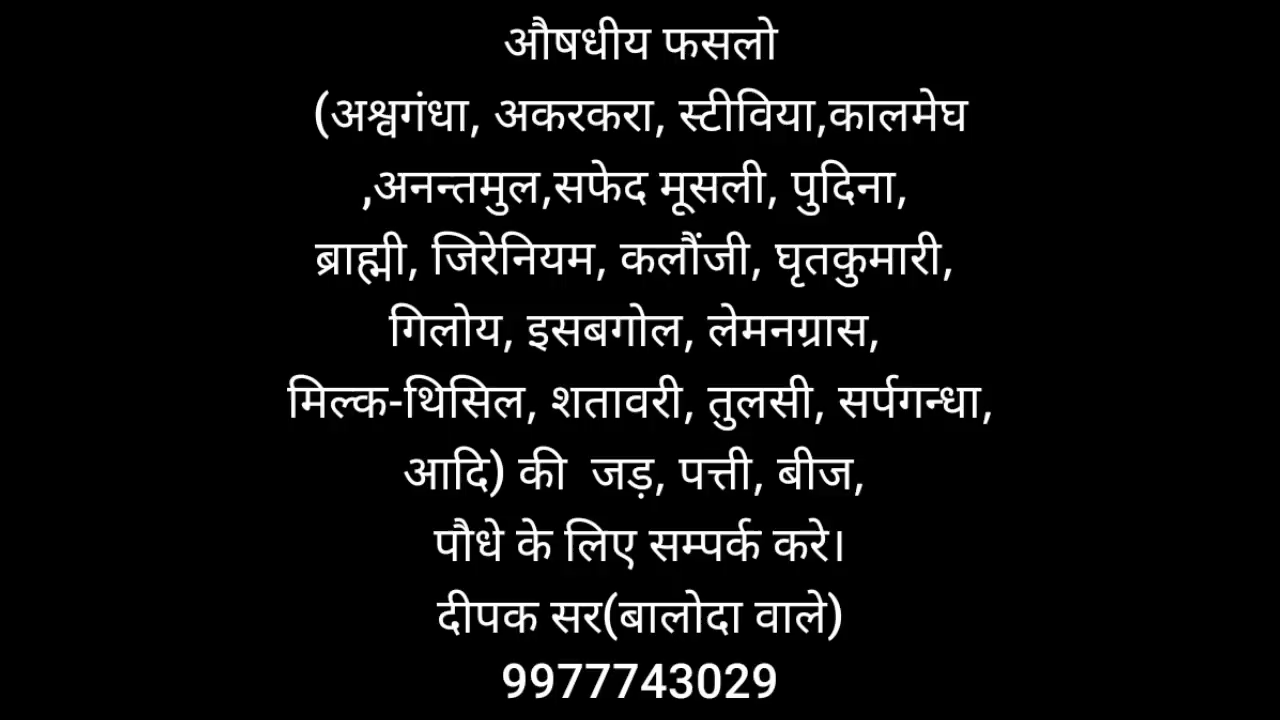 औषधीय फसलो
(अश्वगंधा, अकरकरा, स्टीविया,कालमेघ
,अनन्तमुल,सफेद मूसली, पुदिना,
ब्राह्मी, जिरेनियम, कलौंजी, घृतकुमारी,
गिलोय, इसबगोल, लेमनग्रास,
मिल्क-थिसिल, शतावरी, तुलसी, सर्पगन्धा,
आदि) की  जड़, पत्ती, बीज,
पौधे के लिए सम्पर्क करे।
दीपक सर(बालोदा वाले)
9977743029